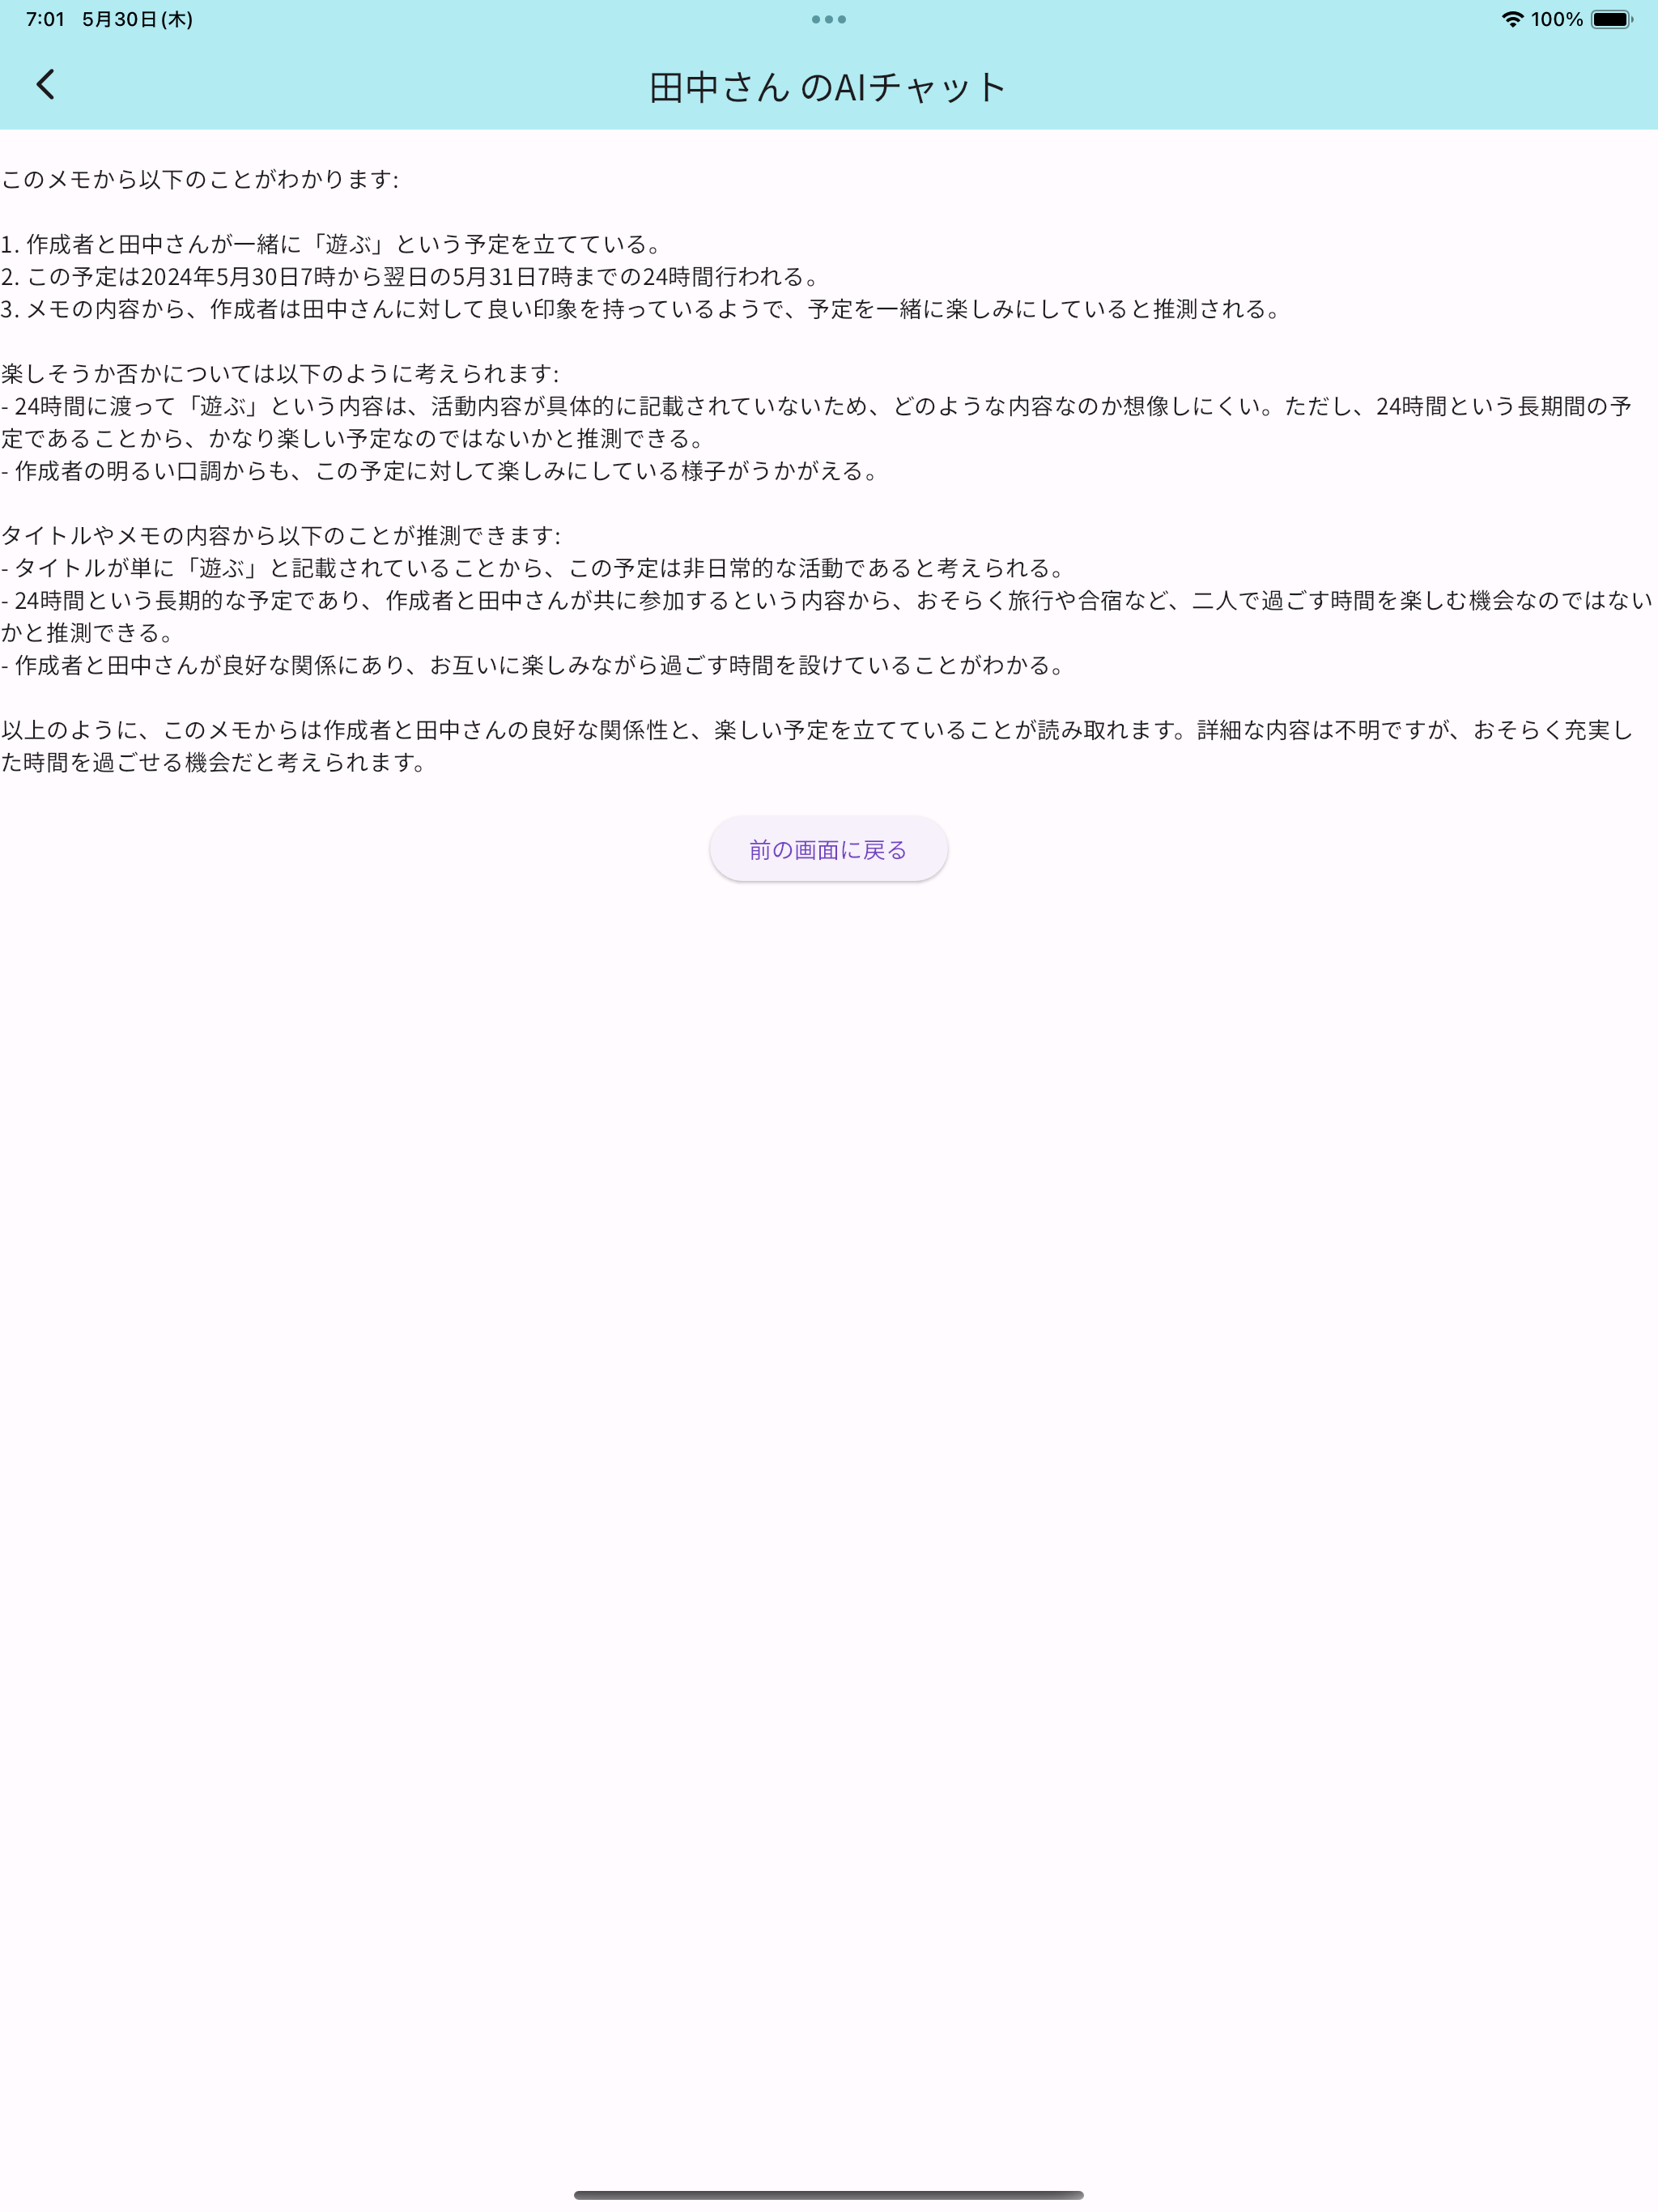 7:01 5月30日(木)
100%
田中さん のAIチャット
このメモから以下のことがわかります:
1. 作成者と田中さんが一緒に「遊ぶ」という予定を立てている。
2. この予定は2024年5月30日7時から翌日の5月31日7時までの24時間行われる。
3. メモの内容から、作成者は田中さんに対して良い印象を持っているようで、予定を一緒に楽しみにしていると推測される。
楽しそうか否かについては以下のように考えられます:
- 24時間に渡って「遊ぶ」という内容は、活動内容が具体的に記載されていないため、どのような内容なのか想像しにくい。ただし、24時間という長期間の予
定であることから、かなり楽しい予定なのではないかと推測できる。
- 作成者の明るい口調からも、この予定に対して楽しみにしている様子がうかがえる。
タイトルやメモの内容から以下のことが推測できます:
- タイトルが単に「遊ぶ」と記載されていることから、この予定は非日常的な活動であると考えられる。
- 24時間という長期的な予定であり、作成者と田中さんが共に参加するという内容から、おそらく旅行や合宿など、二人で過ごす時間を楽しむ機会なのではない
かと推測できる。
- 作成者と田中さんが良好な関係にあり、お互いに楽しみながら過ごす時間を設けていることがわかる。
以上のように、このメモからは作成者と田中さんの良好な関係性と、楽しい予定を立てていることが読み取れます。詳細な内容は不明ですが、おそらく充実し
た時間を過ごせる機会だと考えられます。
前の画面に戻る